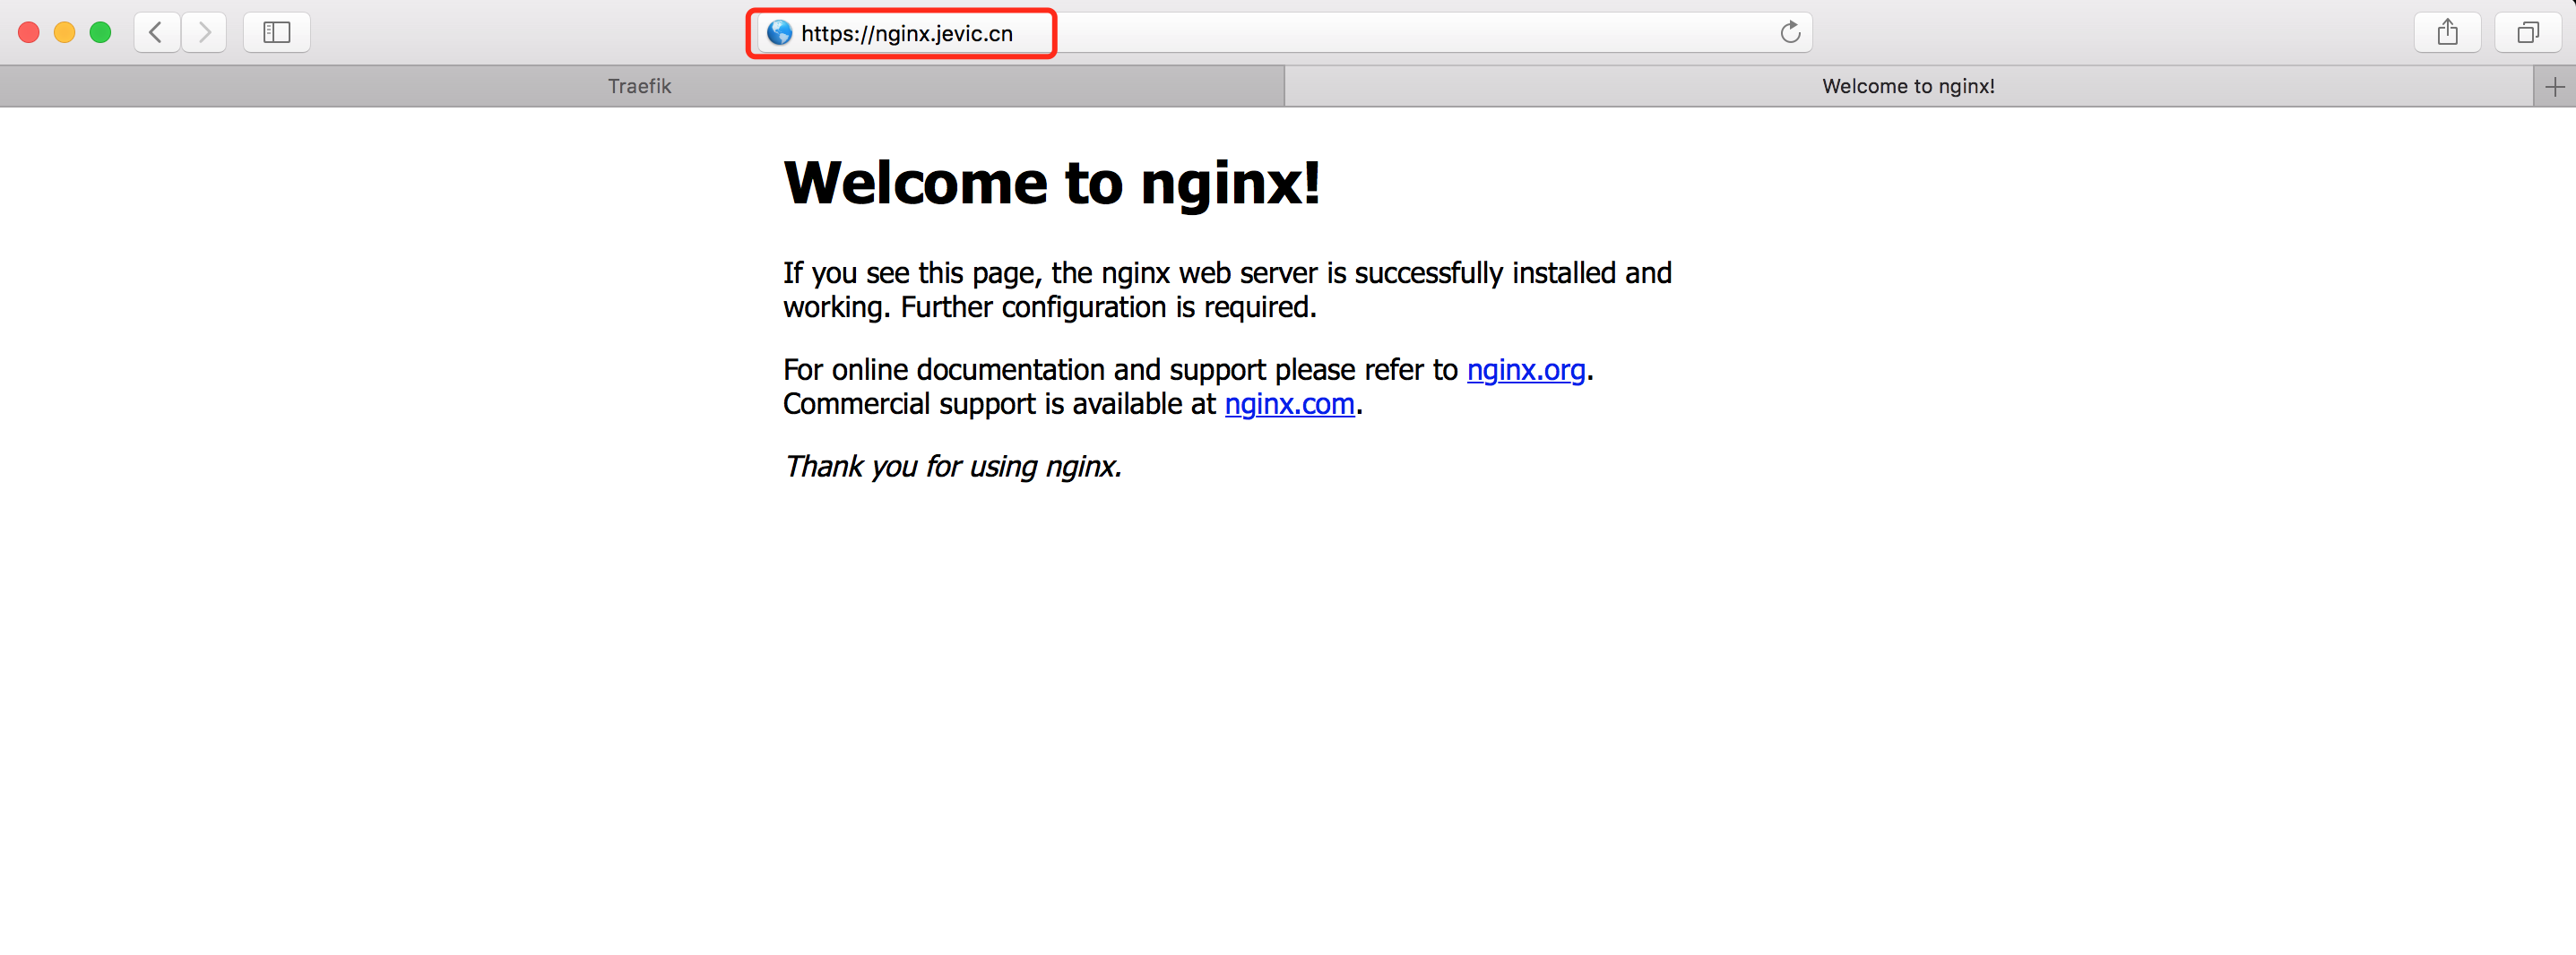 https://nginx.jevic.cn
Traefik
Welcome to nginx!
Welcome to nginx!
If you see this page, the nginx web server is successfully installed and
working. Further configuration is required.
For online documentation and support please refer to nginx.org.
Commercial support is available at nginx.com.
Thank you for using nginx.